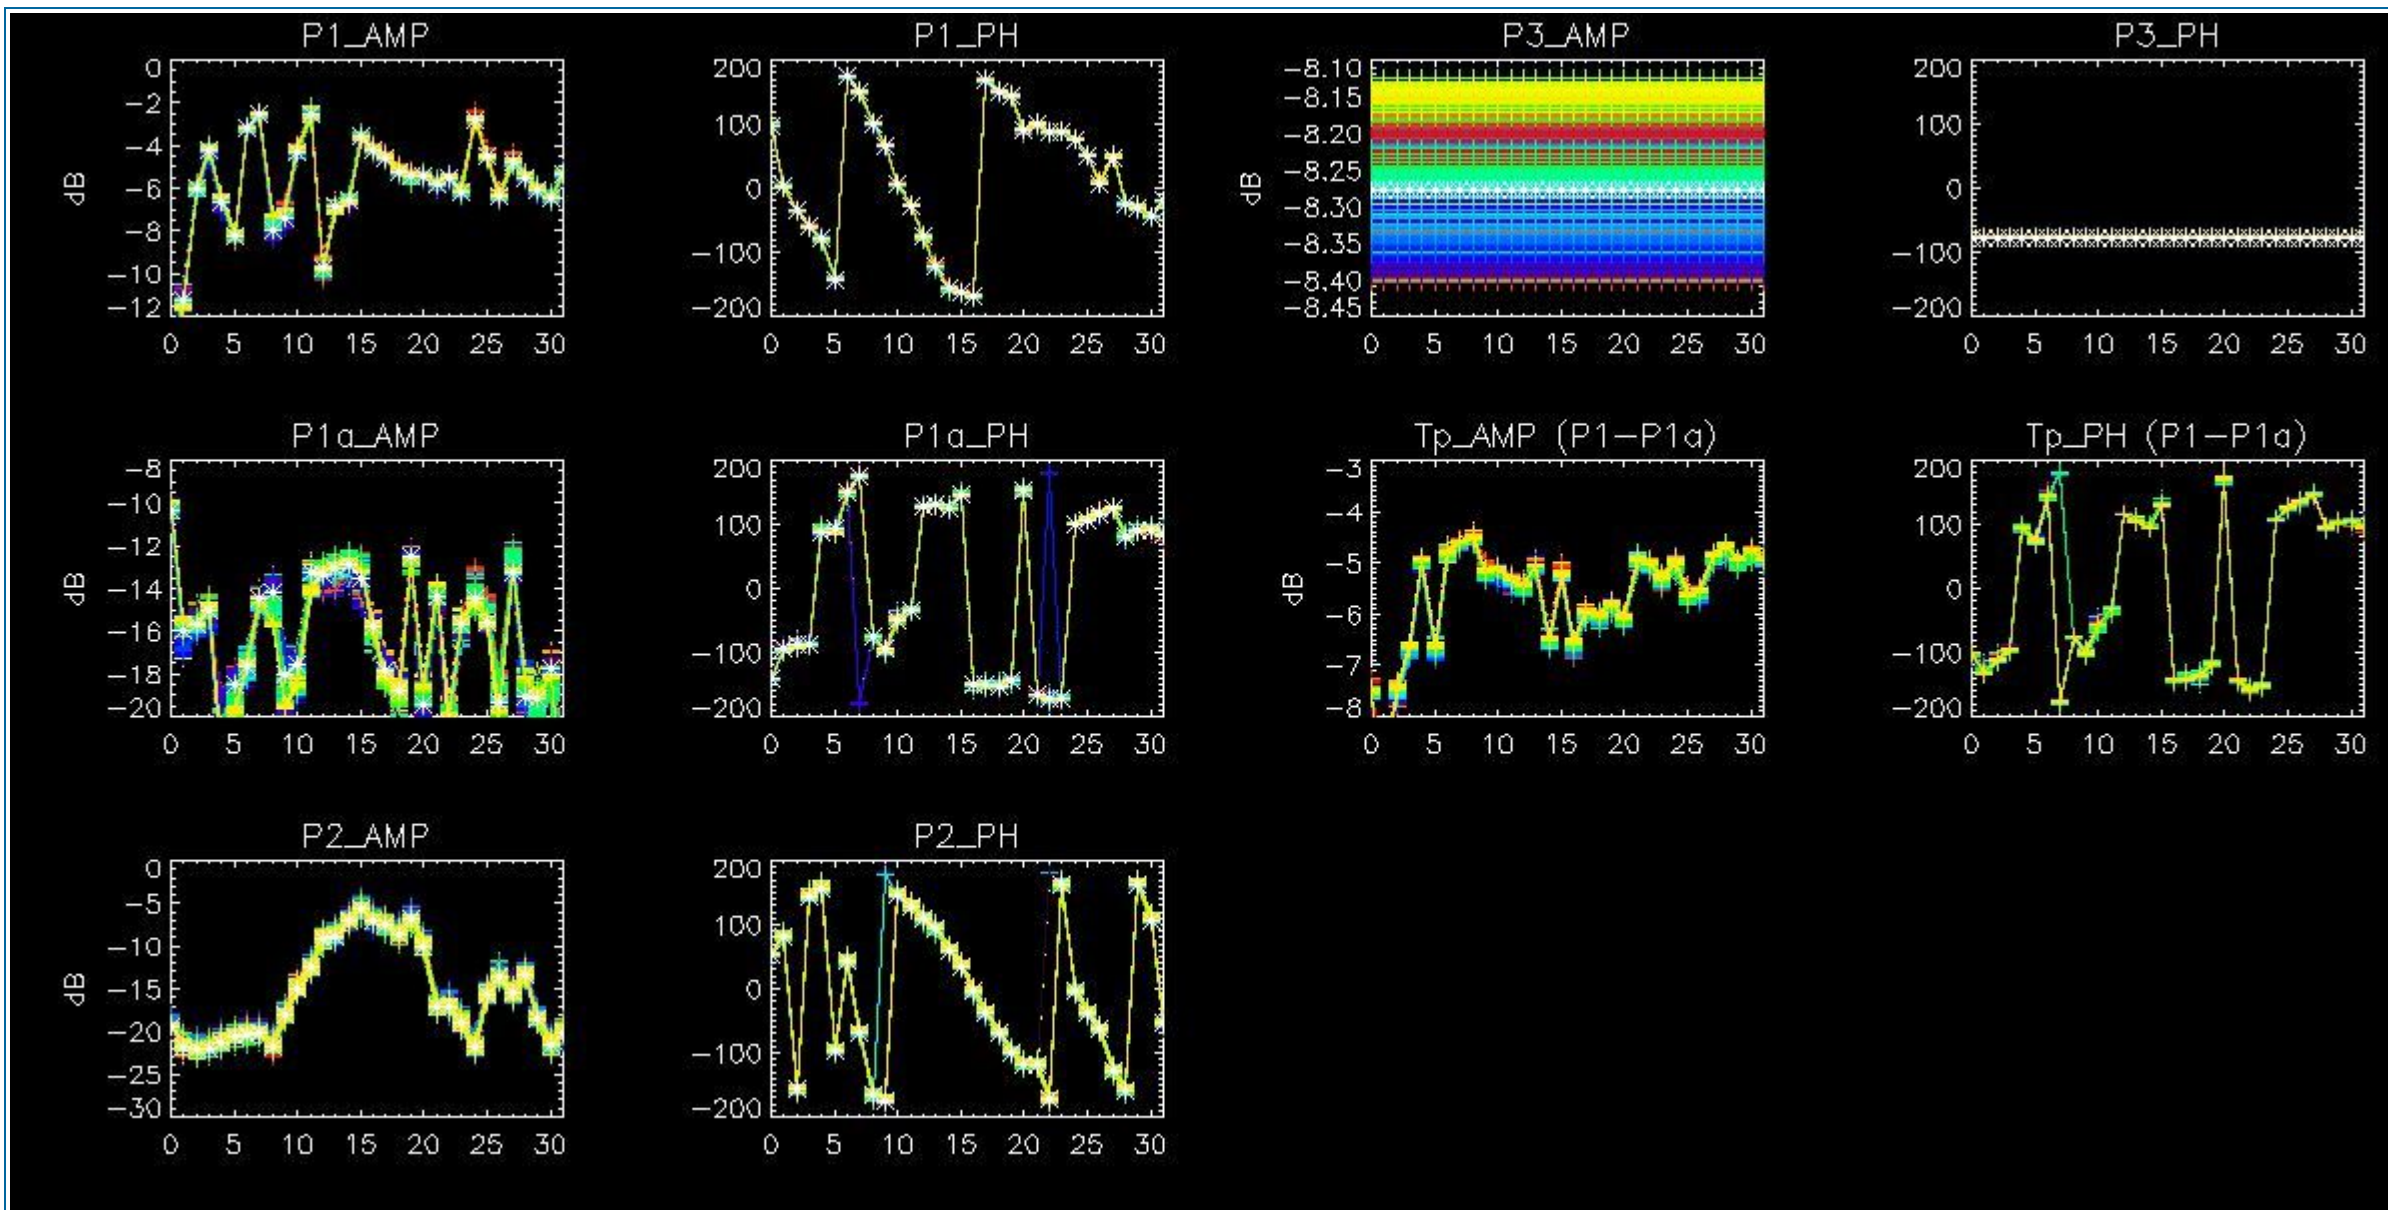 P1_AMP
0
−2
−4
−6
−8
−10
−12
dB
0 5 10 15 20 25 30
P1_PH
200
100
0
−100
−200
0 5 10 15 20 25 30
P3_AMP
−8.10
−8.15
−8.20
−8.25
−8.30
−8.35
−8.40
−8.45
dB
0 5 10 15 20 25 30
P3_PH
200
100
0
−100
−200
0 5 10 15 20 25 30
P1a_AMP
−8
−10
−12
−14
−16
−18
−20
dB
0 5 10 15 20 25 30
P1a_PH
200
100
0
−100
−200
0 5 10 15 20 25 30
Tp_AMP (P1−P1a)
−3
−4
−5
−6
−7
−8
dB
0 5 10 15 20 25 30
Tp_PH (P1−P1a)
200
100
0
−100
−200
0 5 10 15 20 25 30
P2_AMP
0
−5
−10
−15
−20
−25
−30
dB
0 5 10 15 20 25 30
P2_PH
200
100
0
−100
−200
0 5 10 15 20 25 30